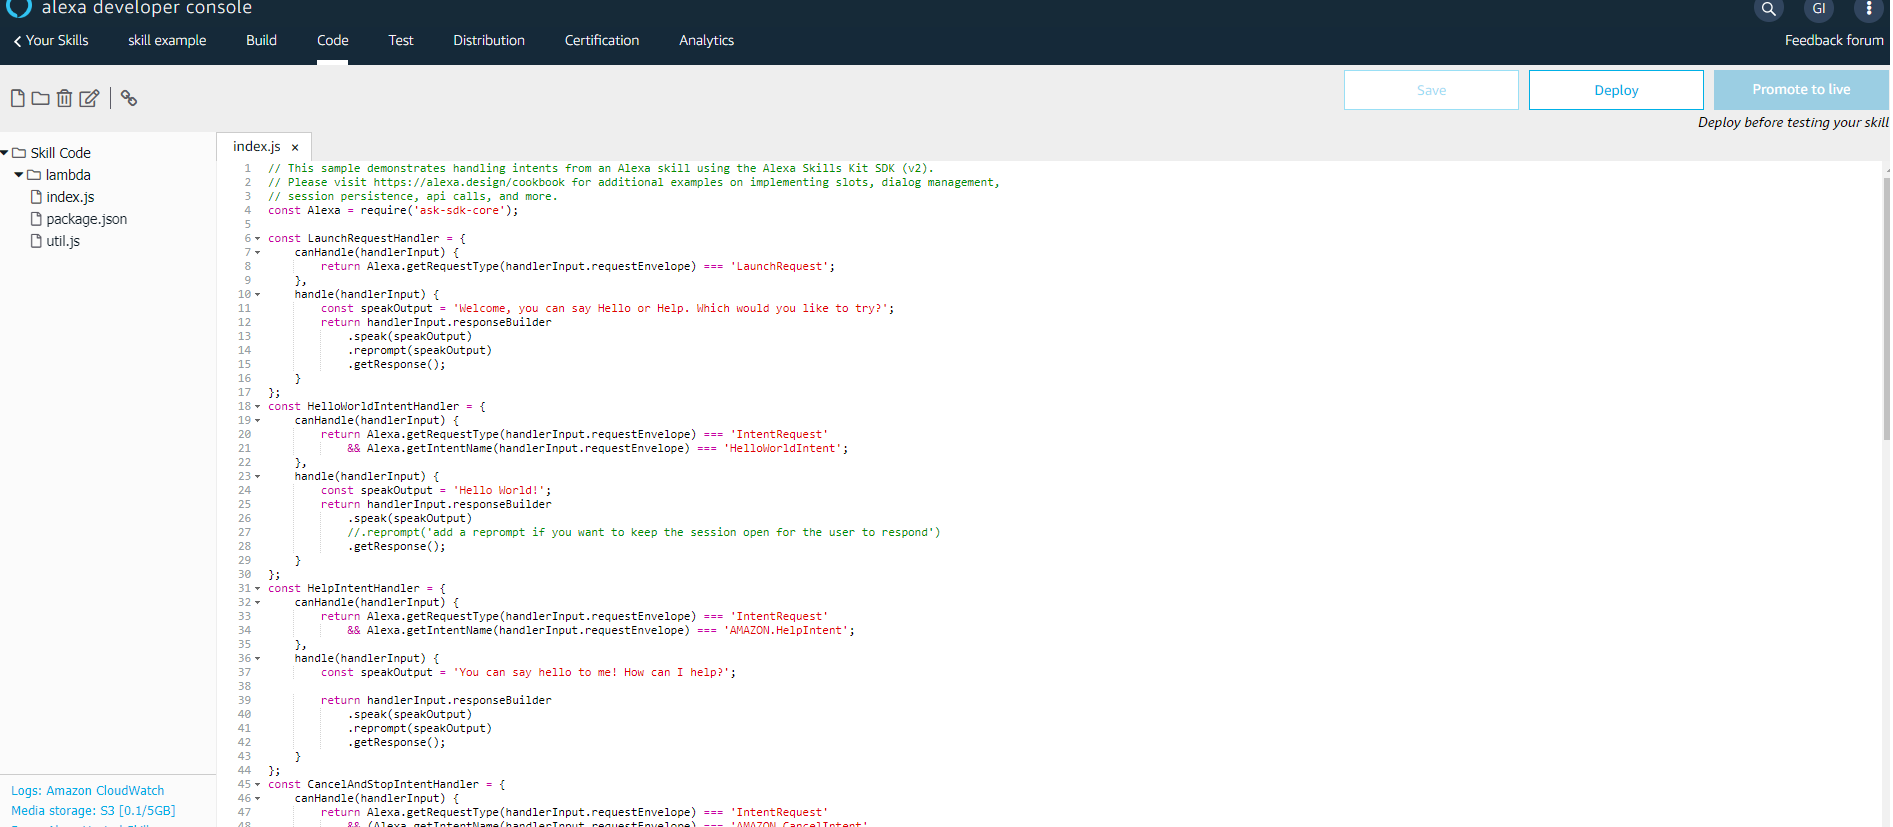 alexa developer console
GI
Your Skills skill example Build Code Test Distribution Certification Analytics Feedback forum
Save Deploy Promote to live
Deploy before testing your skill
Skill Code
lambda
index.js
package.json
util.js
Logs: Amazon CloudWatch
Media storage: S3 [0.1/5GB]
index.js ×
1 // This sample demonstrates handling intents from an Alexa skill using the Alexa Skills Kit SDK (v2).
2 // Please visit https://alexa.design/cookbook for additional examples on implementing slots, dialog management,
3 // session persistence, api calls, and more.
4 const Alexa = require('ask-sdk-core');
5
6 const LaunchRequestHandler = {
7 canHandle(handlerInput) {
8 return Alexa.getRequestType(handlerInput.requestEnvelope) === 'LaunchRequest';
9 },
10 handle(handlerInput) {
11 const speakOutput = 'Welcome, you can say Hello or Help. Which would you like to try?';
12 return handlerInput.responseBuilder
13 .speak(speakOutput)
14 .reprompt(speakOutput)
15 .getResponse();
16 }
17 };
18 const HelloWorldIntentHandler = {
19 canHandle(handlerInput) {
20 return Alexa.getRequestType(handlerInput.requestEnvelope) === 'IntentRequest'
21 && Alexa.getIntentName(handlerInput.requestEnvelope) === 'HelloWorldIntent';
22 },
23 handle(handlerInput) {
24 const speakOutput = 'Hello World!';
25 return handlerInput.responseBuilder
26 .speak(speakOutput)
27 //.reprompt('add a reprompt if you want to keep the session open for the user to respond')
28 .getResponse();
29 }
30 };
31 const HelpIntentHandler = {
32 canHandle(handlerInput) {
33 return Alexa.getRequestType(handlerInput.requestEnvelope) === 'IntentRequest'
34 && Alexa.getIntentName(handlerInput.requestEnvelope) === 'AMAZON.HelpIntent';
35 },
36 handle(handlerInput) {
37 const speakOutput = 'You can say hello to me! How can I help?';
38
39 return handlerInput.responseBuilder
40 .speak(speakOutput)
41 .reprompt(speakOutput)
42 .getResponse();
43 }
44 };
45 const CancelAndStopIntentHandler = {
46 canHandle(handlerInput) {
47 return Alexa.getRequestType(handlerInput.requestEnvelope) === 'IntentRequest'
48 && (Alexa.getIntentName(handlerInput.requestEnvelope) === 'AMAZON.CancelIntent'